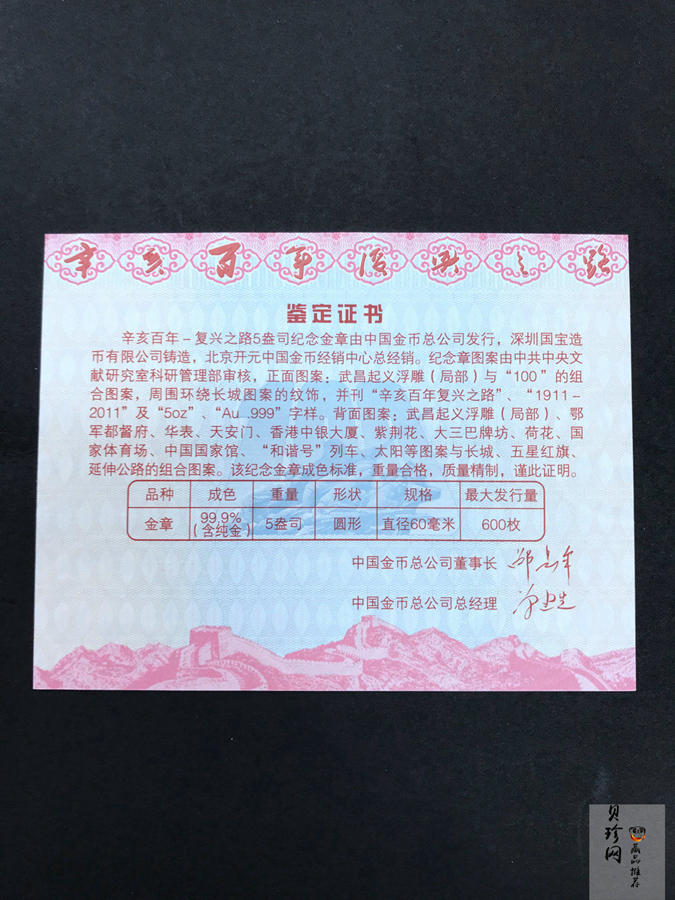 辛亥百年复兴之路
鉴定证书
辛亥百年－复兴之路5盎司纪念金章由中国金币总公司发行，深圳国宝造
币有限公司铸造，北京开元中国金币经销中心总经销。纪念章图案由中共中央文
献研究室科研管理部审核，正面图案：武昌起义浮雕（局部）与“100”的组
合图案，周围环绕长城图案的纹饰，并刊“辛亥百年复兴之路”、“1911－
2011”及“5oz”、“Au..999”字样。背面图案：武昌起义浮雕（局部）、鄂
军都督府、华表、天安门、香港中银大厦、紫荆花、大三巴牌坊、荷花、国
家体育场、中国国家馆、“和谐号”列车、太阳等图案与长城、五星红旗、
延伸公路的组合图案。该纪念金章成色标准，重量合格，质量精制，谨此证明。
品种 成色 重量 形状 规格 最大发行量
金章 99.9%（含纯金） 5盎司 圆形 直径60毫米 600枚
中国金币总公司董事长
中国金币总公司总经理
贝珍网
藏品推荐